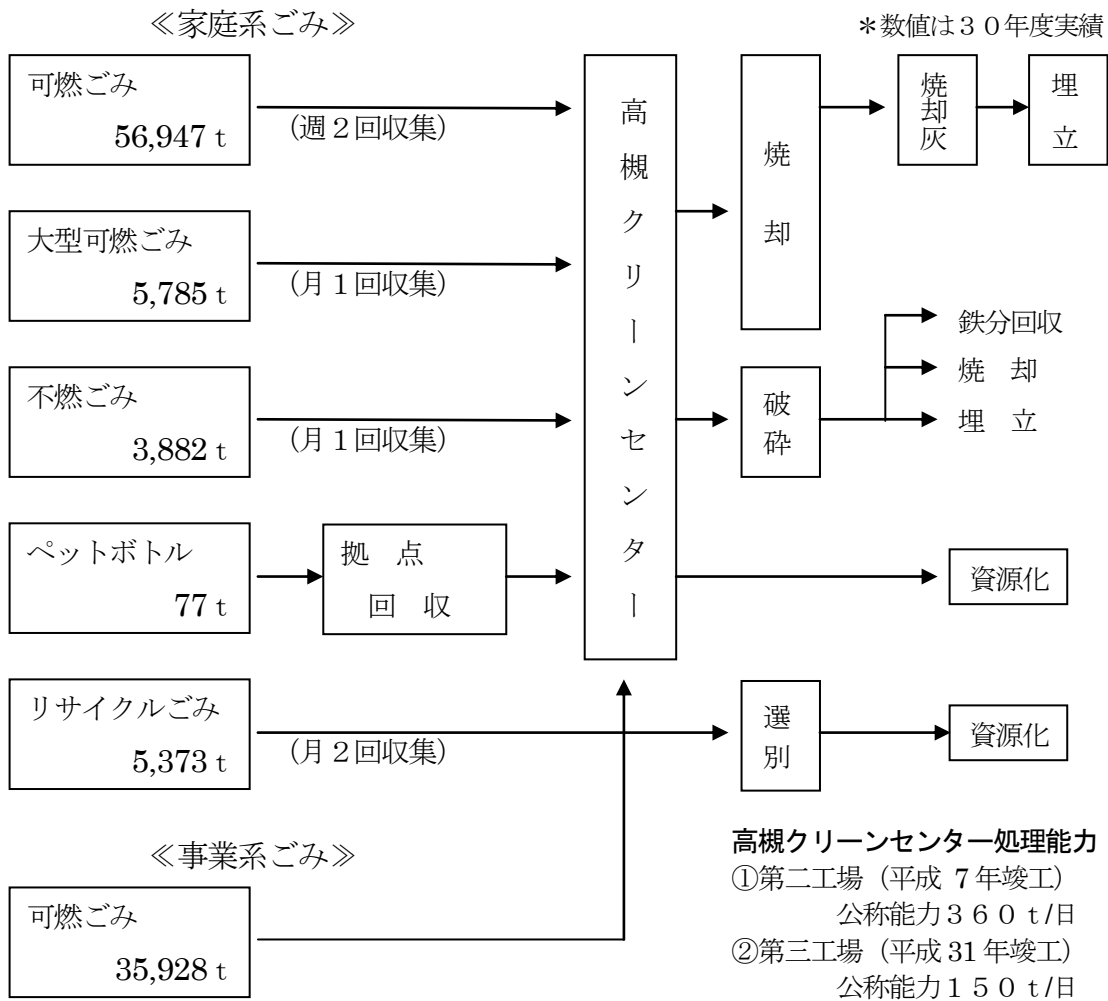 ≪家庭系ごみ≫
＊数値は３０年度実績
可燃ごみ
56,947ｔ
(週２回収集)
大型可燃ごみ
5,785ｔ
(月１回収集)
不燃ごみ
3,882ｔ
(月１回収集)
ペットボトル
77ｔ
拠　点
回　収
リサイクルごみ
5,373ｔ
(月２回収集)
≪事業系ごみ≫
可燃ごみ
35,928ｔ
高槻クリーンセンター
焼却
焼却灰
埋立
破砕
鉄分回収
焼　却
埋　立
資源化
選別
資源化
高槻クリーンセンター処理能力
①第二工場（平成 7 年竣工）
公称能力３６０ｔ/日
②第三工場（平成 31 年竣工）
公称能力１５０ｔ/日